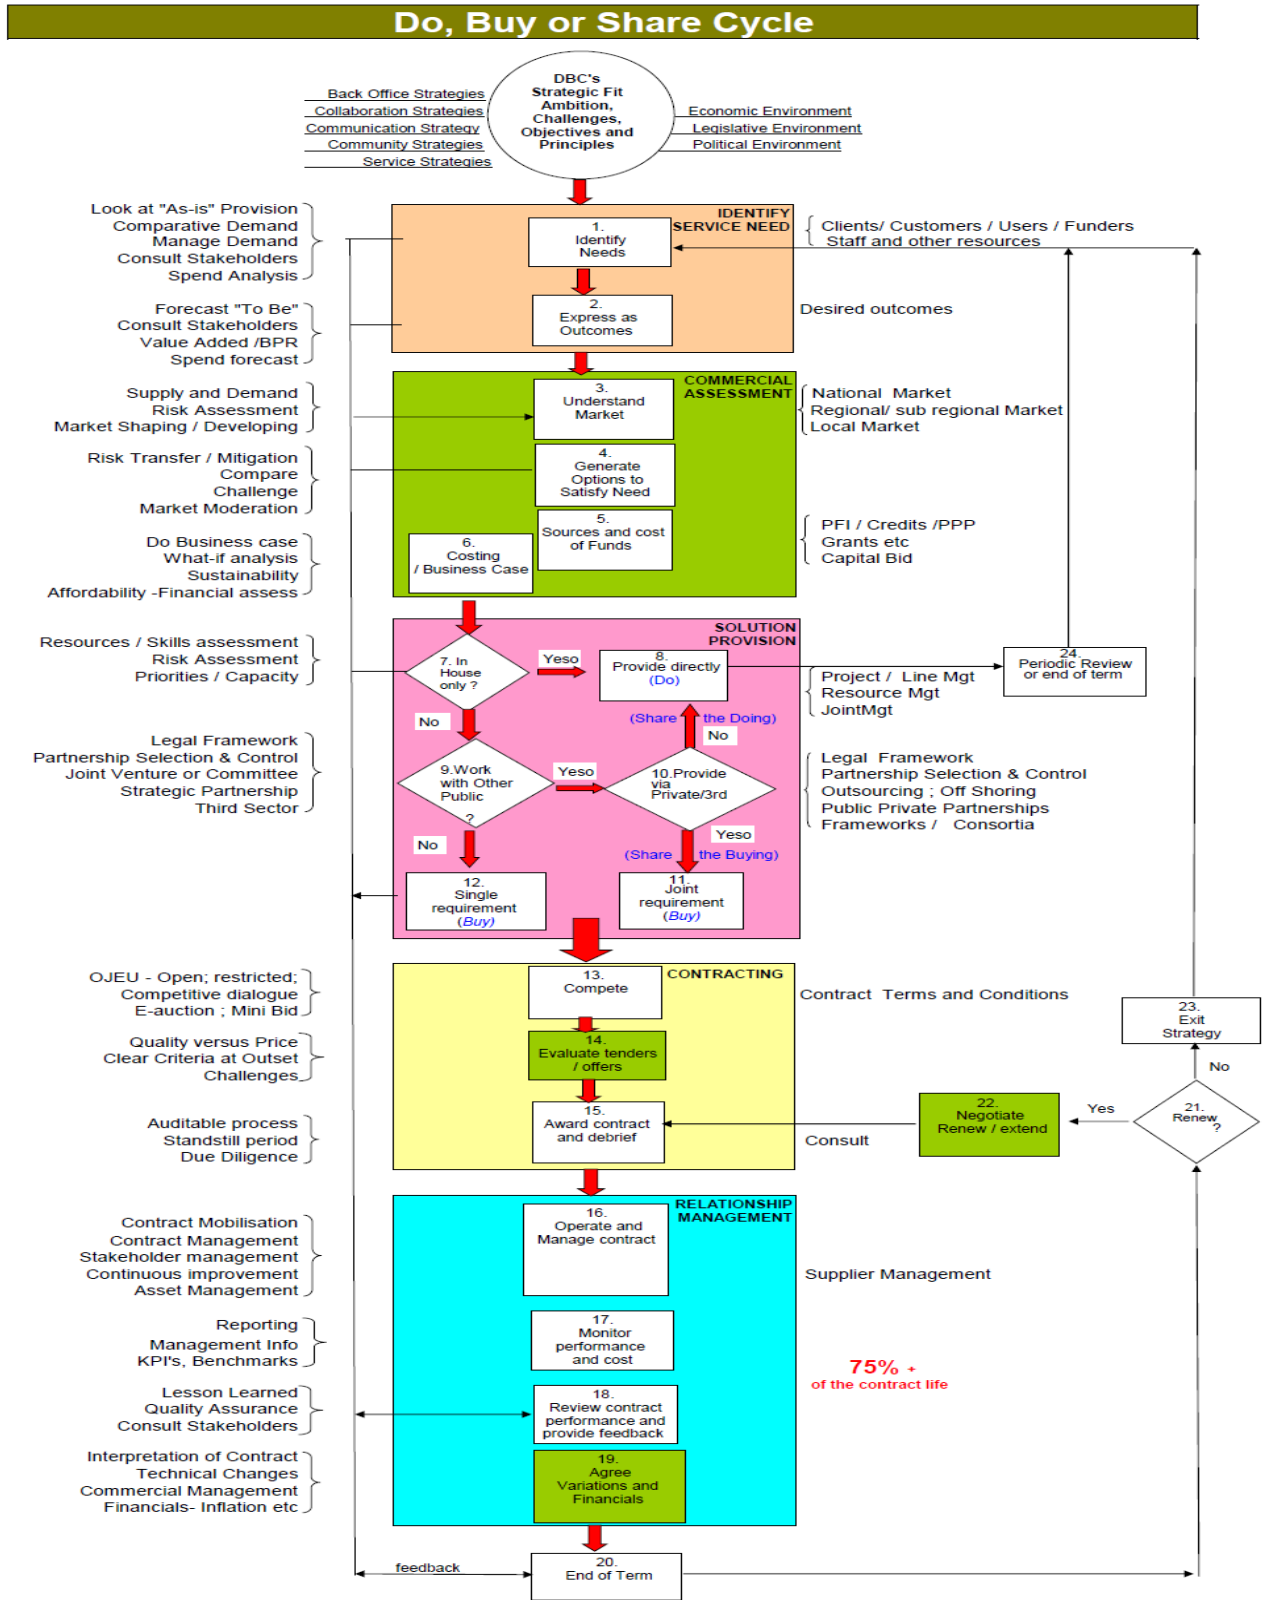 Do, Buy or Share Cycle
DBC's
Strategic Fit
Ambition,
Challenges,
Objectives and
Principles
Back Office Strategies
Collaboration Strategies
Communication Strategy
Community Strategies
Service Strategies
Economic Environment
Legislative Environment
Political Environment
IDENTIFY
SERVICE NEED
Look at "As-is" Provision
Comparative Demand
Manage Demand
Consult Stakeholders
Spend Analysis
1.
Identify
Needs
Clients/ Customers / Users / Funders
Staff and other resources
Forecast "To Be"
Consult Stakeholders
Value Added /BPR
Spend forecast
2.
Express as
Outcomes
Desired outcomes
COMMERCIAL
ASSESSMENT
Supply and Demand
Risk Assessment
Market Shaping / Developing
3.
Understand
Market
National Market
Regional/ sub regional Market
Local Market
Risk Transfer / Mitigation
Compare
Challenge
Market Moderation
4.
Generate
Options to
Satisfy Need
5.
Sources and cost
of Funds
PFI / Credits /PPP
Grants etc
Capital Bid
Do Business case
What-if analysis
Sustainability
Affordability -Financial assess
6.
Costing
/ Business Case
SOLUTION
PROVISION
Resources / Skills assessment
Risk Assessment
Priorities / Capacity
7. In
House
only ?
Yeso
8.
Provide directly
(Do)
Project / Line Mgt
Resource Mgt
JointMgt
24.
Periodic Review
or end of term
No
(Share the Doing)
No
Legal Framework
Partnership Selection & Control
Joint Venture or Committee
Strategic Partnership
Third Sector
9.Work
with Other
Public
?
Yeso
10.Provide
via
Private/3rd
Legal Framework
Partnership Selection & Control
Outsourcing ; Off Shoring
Public Private Partnerships
Frameworks / Consortia
No
Yeso
(Share the Buying)
12.
Single
requirement
(Buy)
11.
Joint
requirement
(Buy)
CONTRACTING
OJEU - Open; restricted;
Competitive dialogue
E-auction ; Mini Bid
13.
Compete
Contract Terms and Conditions
Quality versus Price
Clear Criteria at Outset
Challenges
14.
Evaluate tenders
/ offers
23.
Exit
Strategy
No
Auditable process
Standstill period
Due Diligence
15.
Award contract
and debrief
Consult
22.
Negotiate
Renew / extend
Yes
21.
Renew
?
RELATIONSHIP
MANAGEMENT
Contract Mobilisation
Contract Management
Stakeholder management
Continuous improvement
Asset Management
16.
Operate and
Manage contract
Supplier Management
Reporting
Management Info
KPI's, Benchmarks
17.
Monitor
performance
and cost
75% +
of the contract life
Lesson Learned
Quality Assurance
Consult Stakeholders
18.
Review contract
performance and
provide feedback
Interpretation of Contract
Technical Changes
Commercial Management
Financials- Inflation etc
19.
Agree
Variations and
Financials
feedback
20.
End of Term